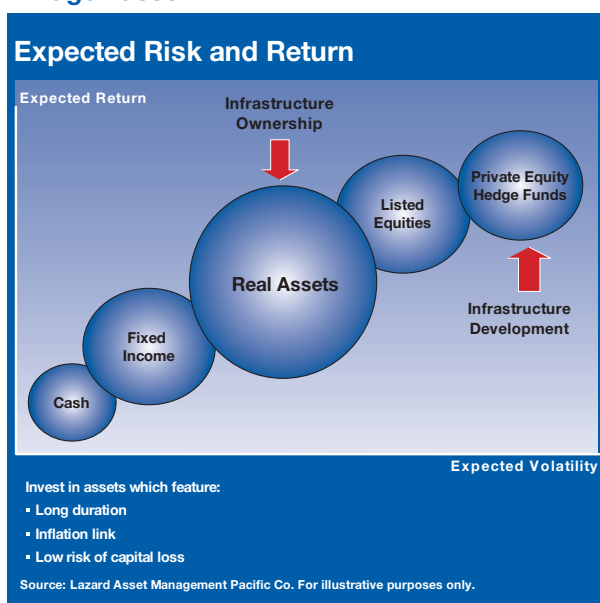 Expected Risk and Return
Expected Return
Infrastructure
Ownership
Private Equity
Hedge Funds
Listed
Equities
Real Assets
Infrastructure
Development
Fixed
Income
Cash
Expected Volatility
Invest in assets which feature:
▪ Long duration
▪ Inflation link
▪ Low risk of capital loss
Source: Lazard Asset Management Pacific Co. For illustrative purposes only.